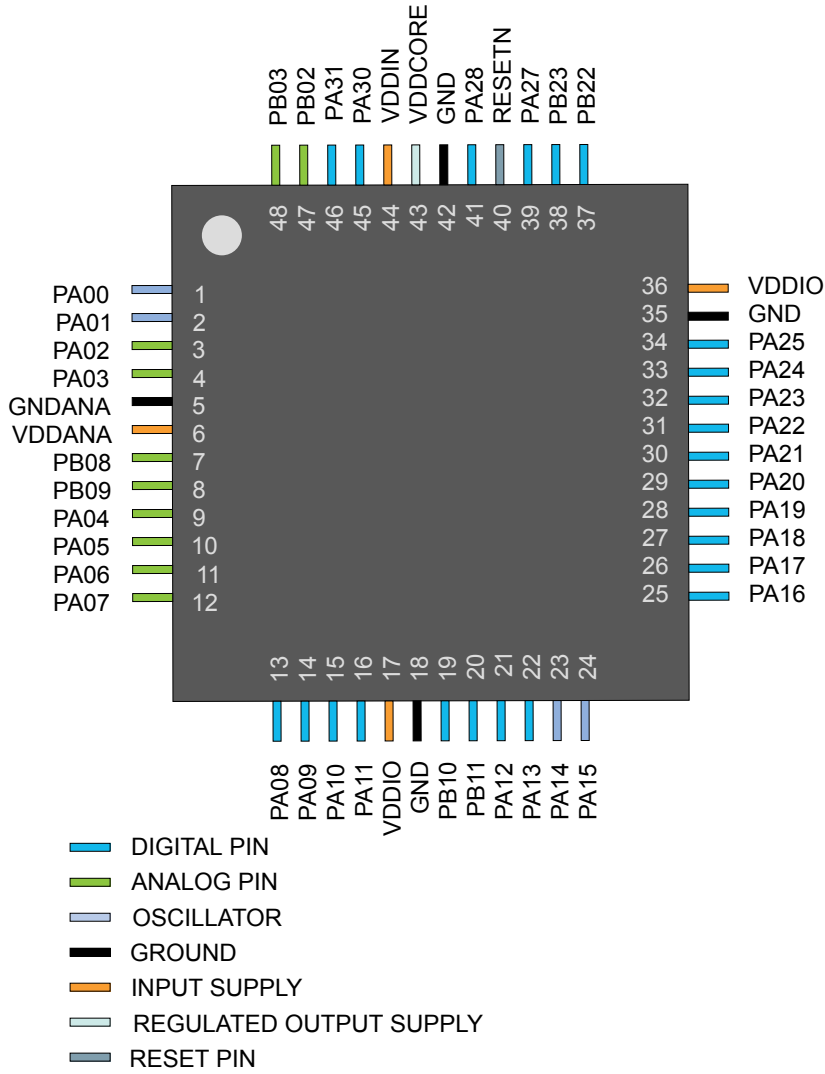 PB03 PB02 PA31 PA30 VDDIN VDDCORE GND PA28 RESETN PA27 PB23 PB22
48 47 46 45 44 43 42 41 40 39 38 37
PA00 1
PA01 2
PA02 3
PA03 4
GNDANA 5
VDDANA 6
PB08 7
PB09 8
PA04 9
PA05 10
PA06 11
PA07 12
36 VDDIO
35 GND
34 PA25
33 PA24
32 PA23
31 PA22
30 PA21
29 PA20
28 PA19
27 PA18
26 PA17
25 PA16
13 14 15 16 17 18 19 20 21 22 23 24
PA08 PA09 PA10 PA11 VDDIO GND PB10 PB11 PA12 PA13 PA14 PA15
DIGITAL PIN
ANALOG PIN
OSCILLATOR
GROUND
INPUT SUPPLY
REGULATED OUTPUT SUPPLY
RESET PIN